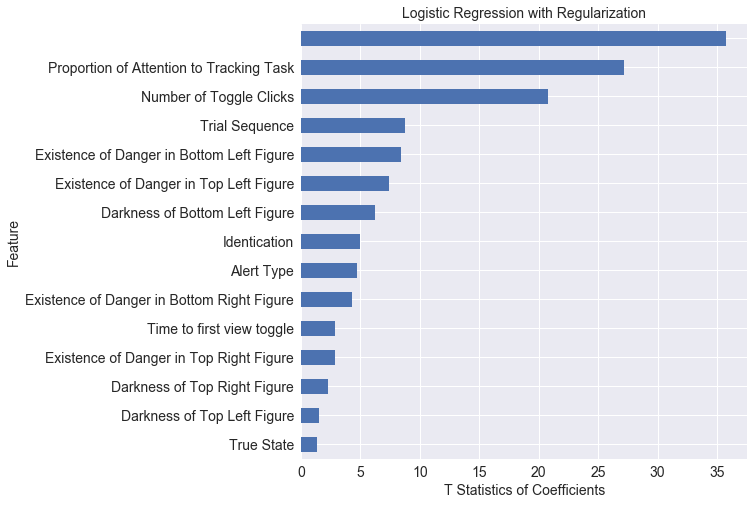 Logistic Regression with Regularization
Proportion of Attention to Tracking Task
Number of Toggle Clicks
Trial Sequence
Existence of Danger in Bottom Left Figure
Existence of Danger in Top Left Figure
Darkness of Bottom Left Figure
Identication
Alert Type
Existence of Danger in Bottom Right Figure
Time to first view toggle
Existence of Danger in Top Right Figure
Darkness of Top Right Figure
Darkness of Top Left Figure
True State
Feature
0 5 10 15 20 25 30 35
T Statistics of Coefficients